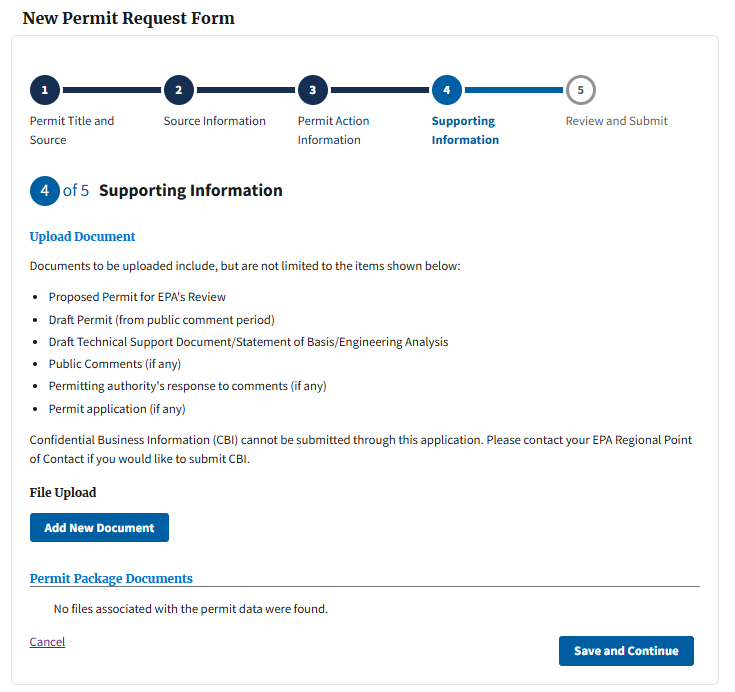 New Permit Request Form
1
2
3
4
5
Permit Title and
Source
Source Information
Permit Action
Information
Supporting
Information
Review and Submit
4 of 5 Supporting Information
Upload Document
Documents to be uploaded include, but are not limited to the items shown below:
• Proposed Permit for EPA's Review
• Draft Permit (from public comment period)
• Draft Technical Support Document/Statement of Basis/Engineering Analysis
• Public Comments (if any)
• Permitting authority's response to comments (if any)
• Permit application (if any)
Confidential Business Information (CBI) cannot be submitted through this application. Please contact your EPA Regional Point
of Contact if you would like to submit CBI.
File Upload
Add New Document
Permit Package Documents
No files associated with the permit data were found.
Cancel
Save and Continue